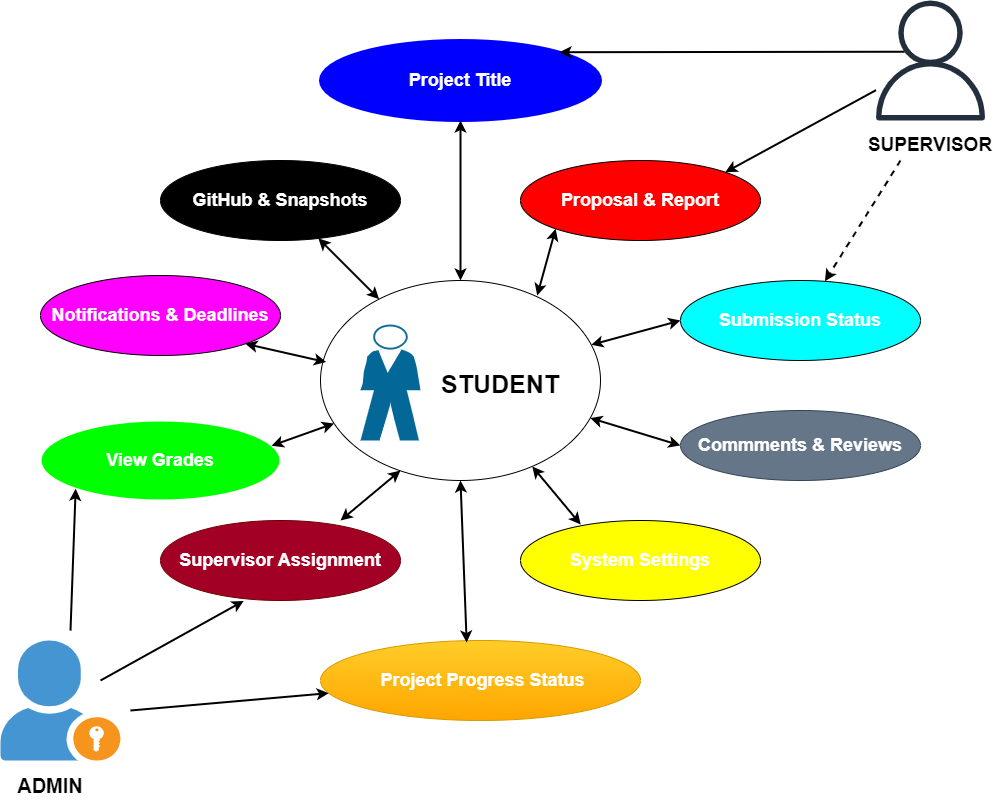 Project Title
SUPERVISOR
GitHub & Snapshots
Proposal & Report
Notifications & Deadlines
Submission Status
STUDENT
View Grades
Commments & Reviews
Supervisor Assignment
System Settings
Project Progress Status
ADMIN